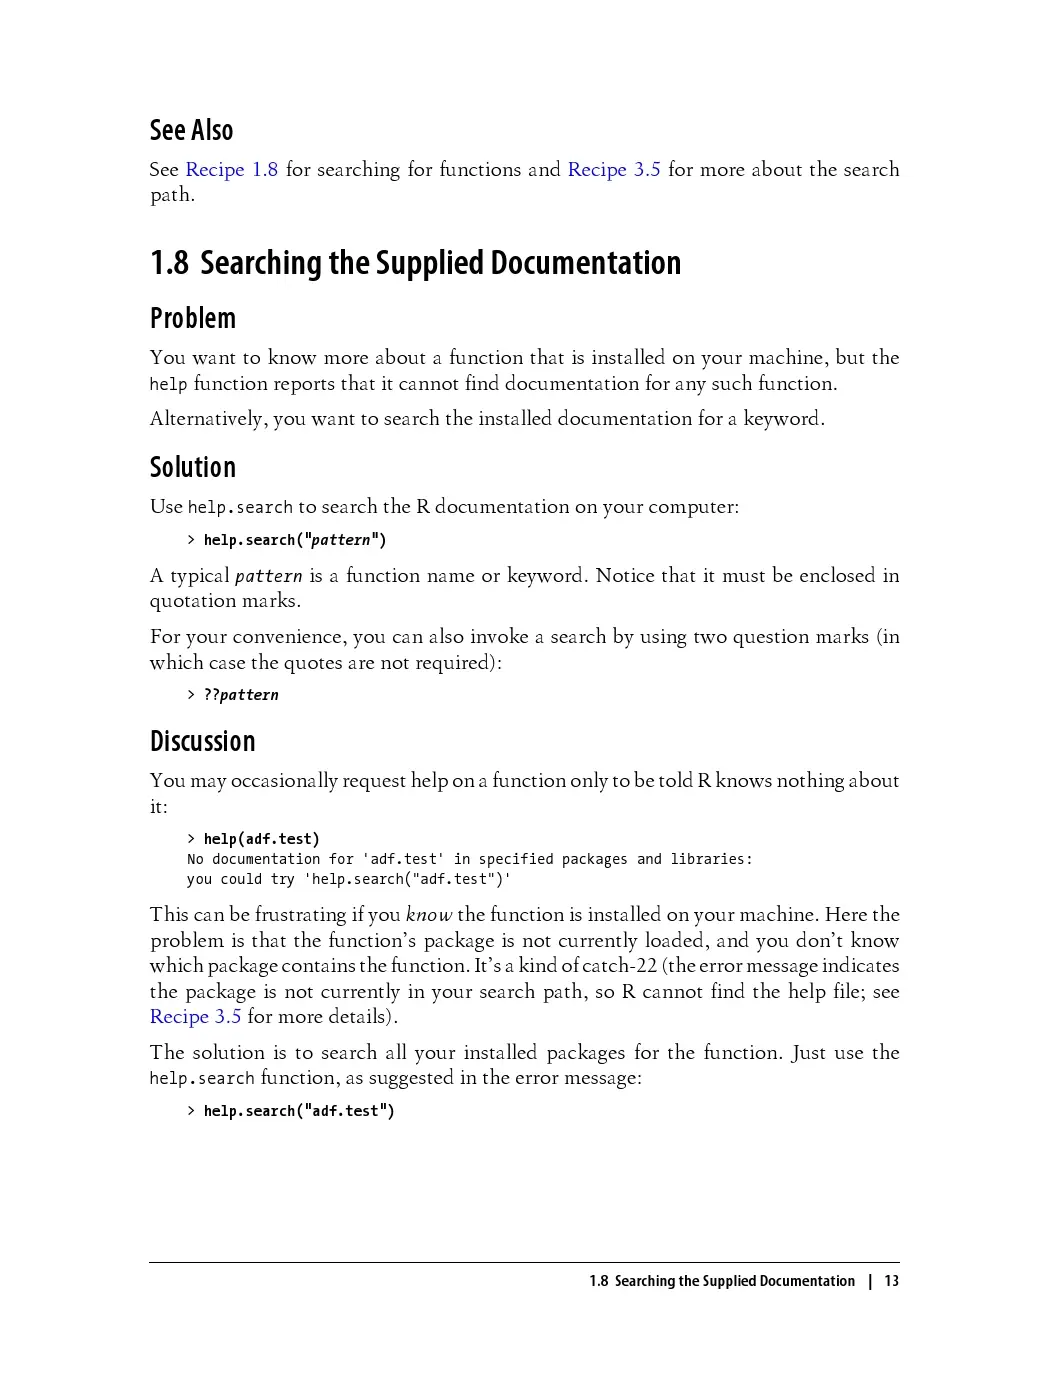 See Also
See Recipe 1.8 for searching for functions and Recipe 3.5 for more about the search
path.
1.8 Searching the Supplied Documentation
Problem
You want to know more about a function that is installed on your machine, but the
help function reports that it cannot find documentation for any such function.
Alternatively, you want to search the installed documentation for a keyword.
Solution
Use help.search to search the R documentation on your computer:
> help.search("pattern")
A typical pattern is a function name or keyword. Notice that it must be enclosed in
quotation marks.
For your convenience, you can also invoke a search by using two question marks (in
which case the quotes are not required):
> ??pattern
Discussion
You may occasionally request help on a function only to be told R knows nothing about
it:
> help(adf.test)
No documentation for 'adf.test' in specified packages and libraries:
you could try 'help.search("adf.test")'
This can be frustrating if you know the function is installed on your machine. Here the
problem is that the function’s package is not currently loaded, and you don’t know
which package contains the function. It’s a kind of catch-22 (the error message indicates
the package is not currently in your search path, so R cannot find the help file; see
Recipe 3.5 for more details).
The solution is to search all your installed packages for the function. Just use the
help.search function, as suggested in the error message:
> help.search("adf.test")
1.8 Searching the Supplied Documentation | 13